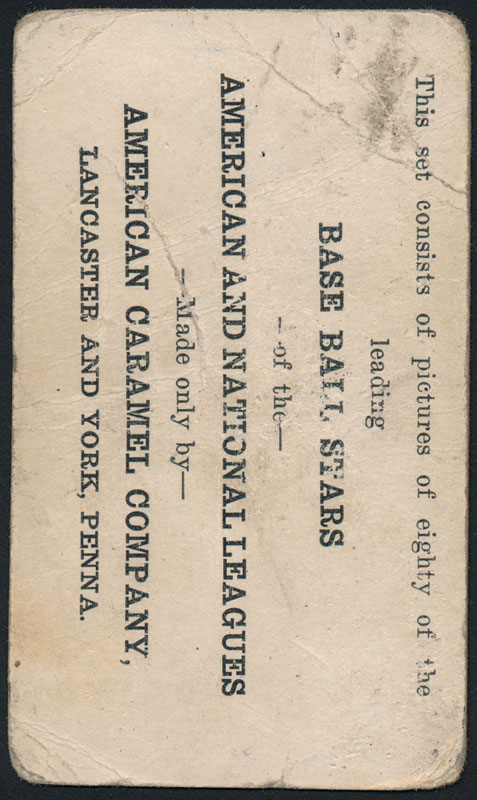 This set consists of pictures of eighty of the
leading
BASE BALL STARS
—of the—
AMERICAN AND NATIONAL LEAGUES
—Made only by—
AMERICAN CARAMEL COMPANY,
LANCASTER AND YORK, PENNA.